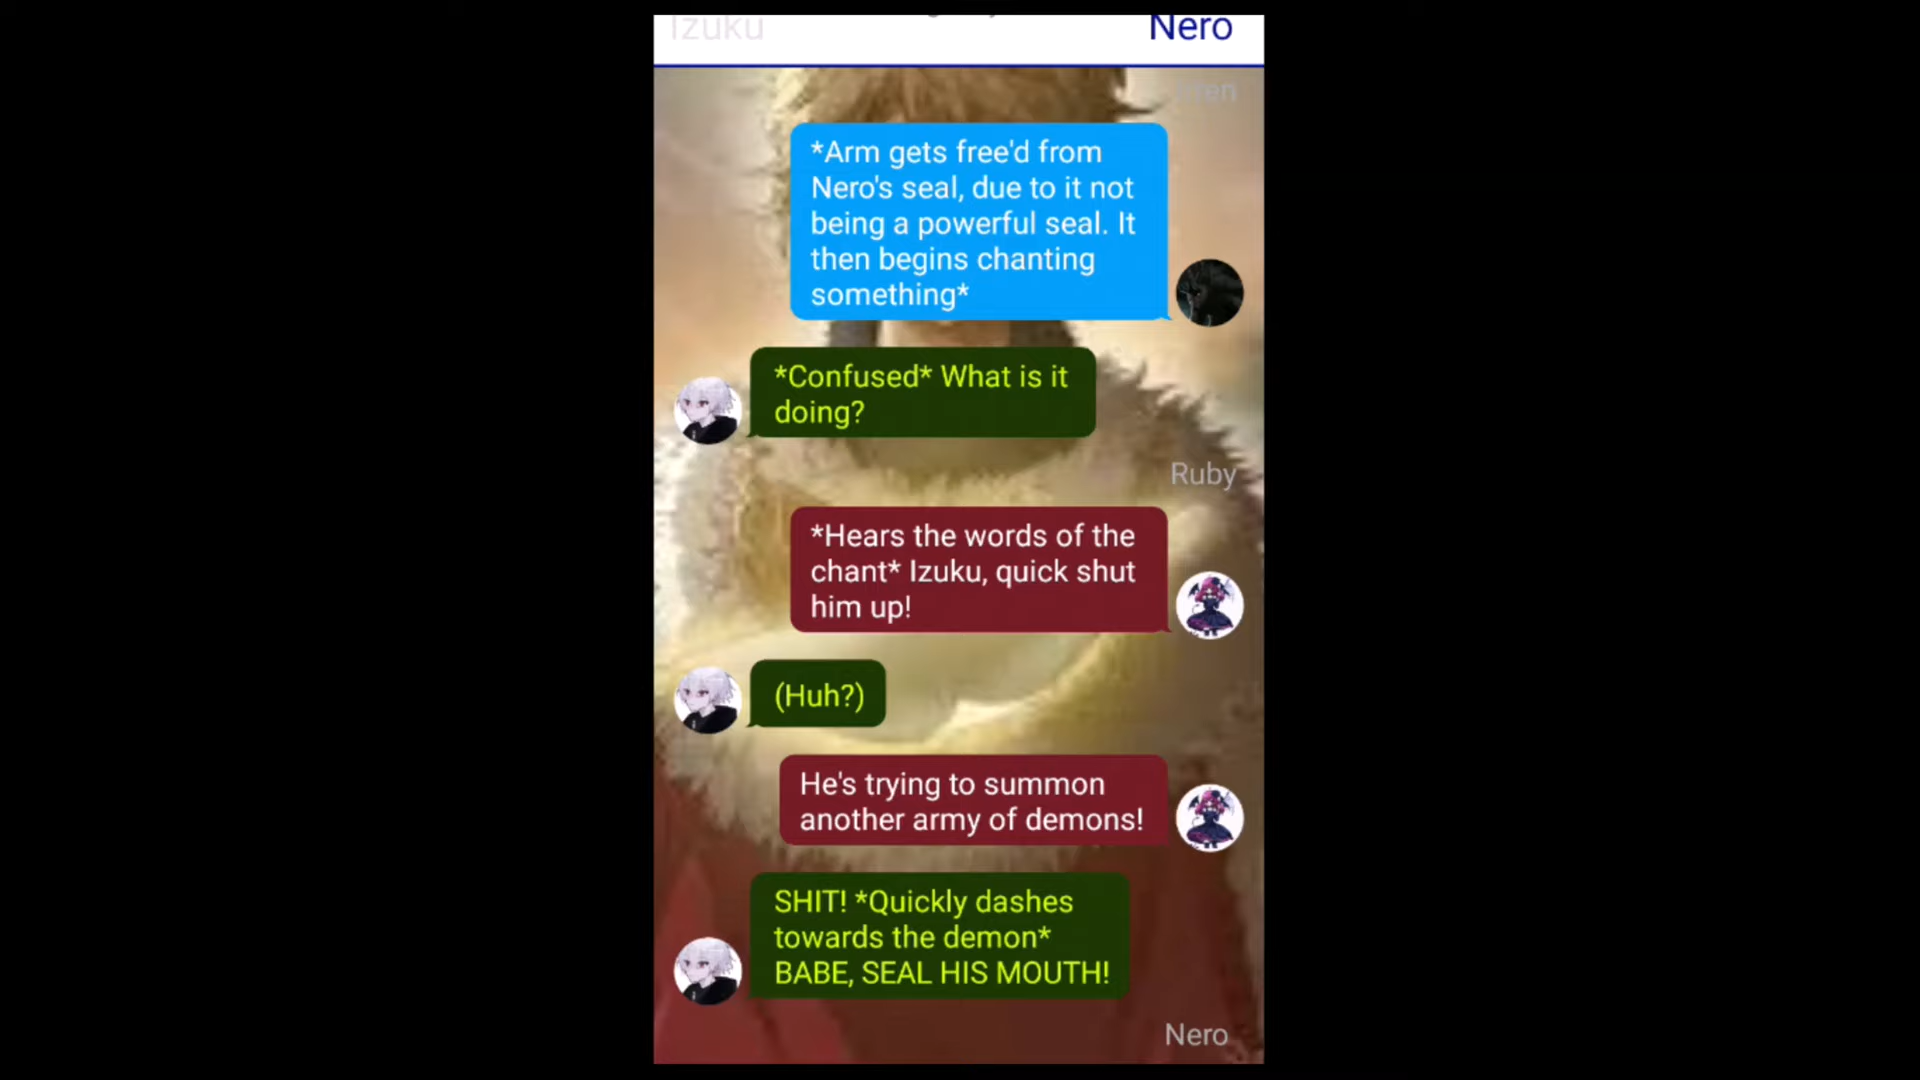 Izuku
Nero
*Arm gets free'd from
Nero's seal, due to it not
being a powerful seal. It
then begins chanting
something*
*Confused* What is it
doing?
Ruby
*Hears the words of the
chant* Izuku, quick shut
him up!
(Huh?)
He's trying to summon
another army of demons!
SHIT! *Quickly dashes
towards the demon*
BABE, SEAL HIS MOUTH!
Nero